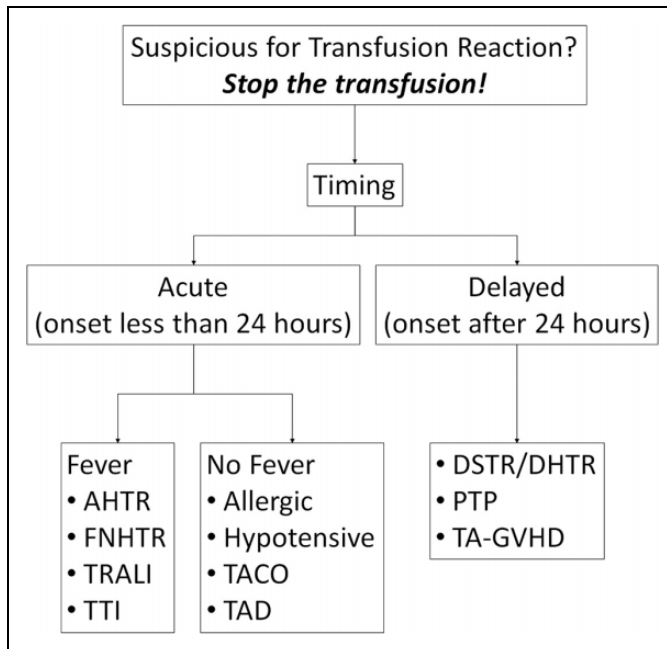 Suspicious for Transfusion Reaction?
Stop the transfusion!
Timing
Acute
(onset less than 24 hours)
Delayed
(onset after 24 hours)
Fever
• AHTR
• FNHTR
• TRALI
• TTI
No Fever
• Allergic
• Hypotensive
• TACO
• TAD
• DSTR/DHTR
• PTP
• TA-GVHD